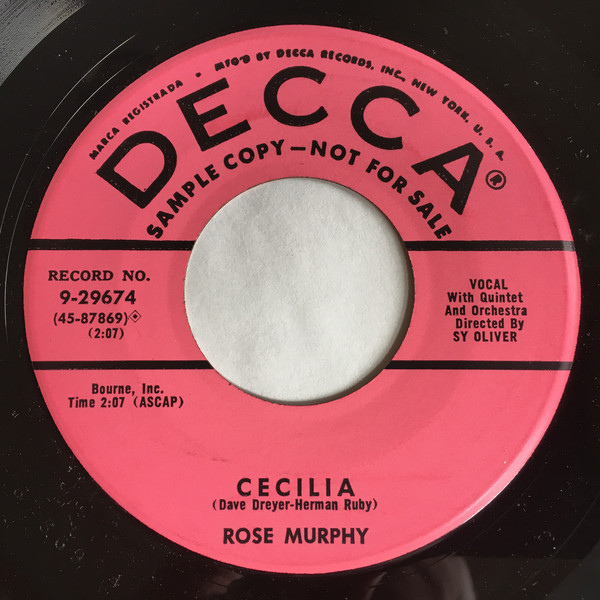 MARCA REGISTRADA • MF'D BY DECCA RECORDS, INC., NEW YORK, U. S. A.
DECCA®
SAMPLE COPY—NOT FOR SALE
RECORD NO.
9-29674
(45-87869)
(2:07)
VOCAL
With Quintet
And Orchestra
Directed By
SY OLIVER
Bourne, Inc.
Time 2:07 (ASCAP)
CECILIA
(Dave Dreyer-Herman Ruby)
ROSE MURPHY